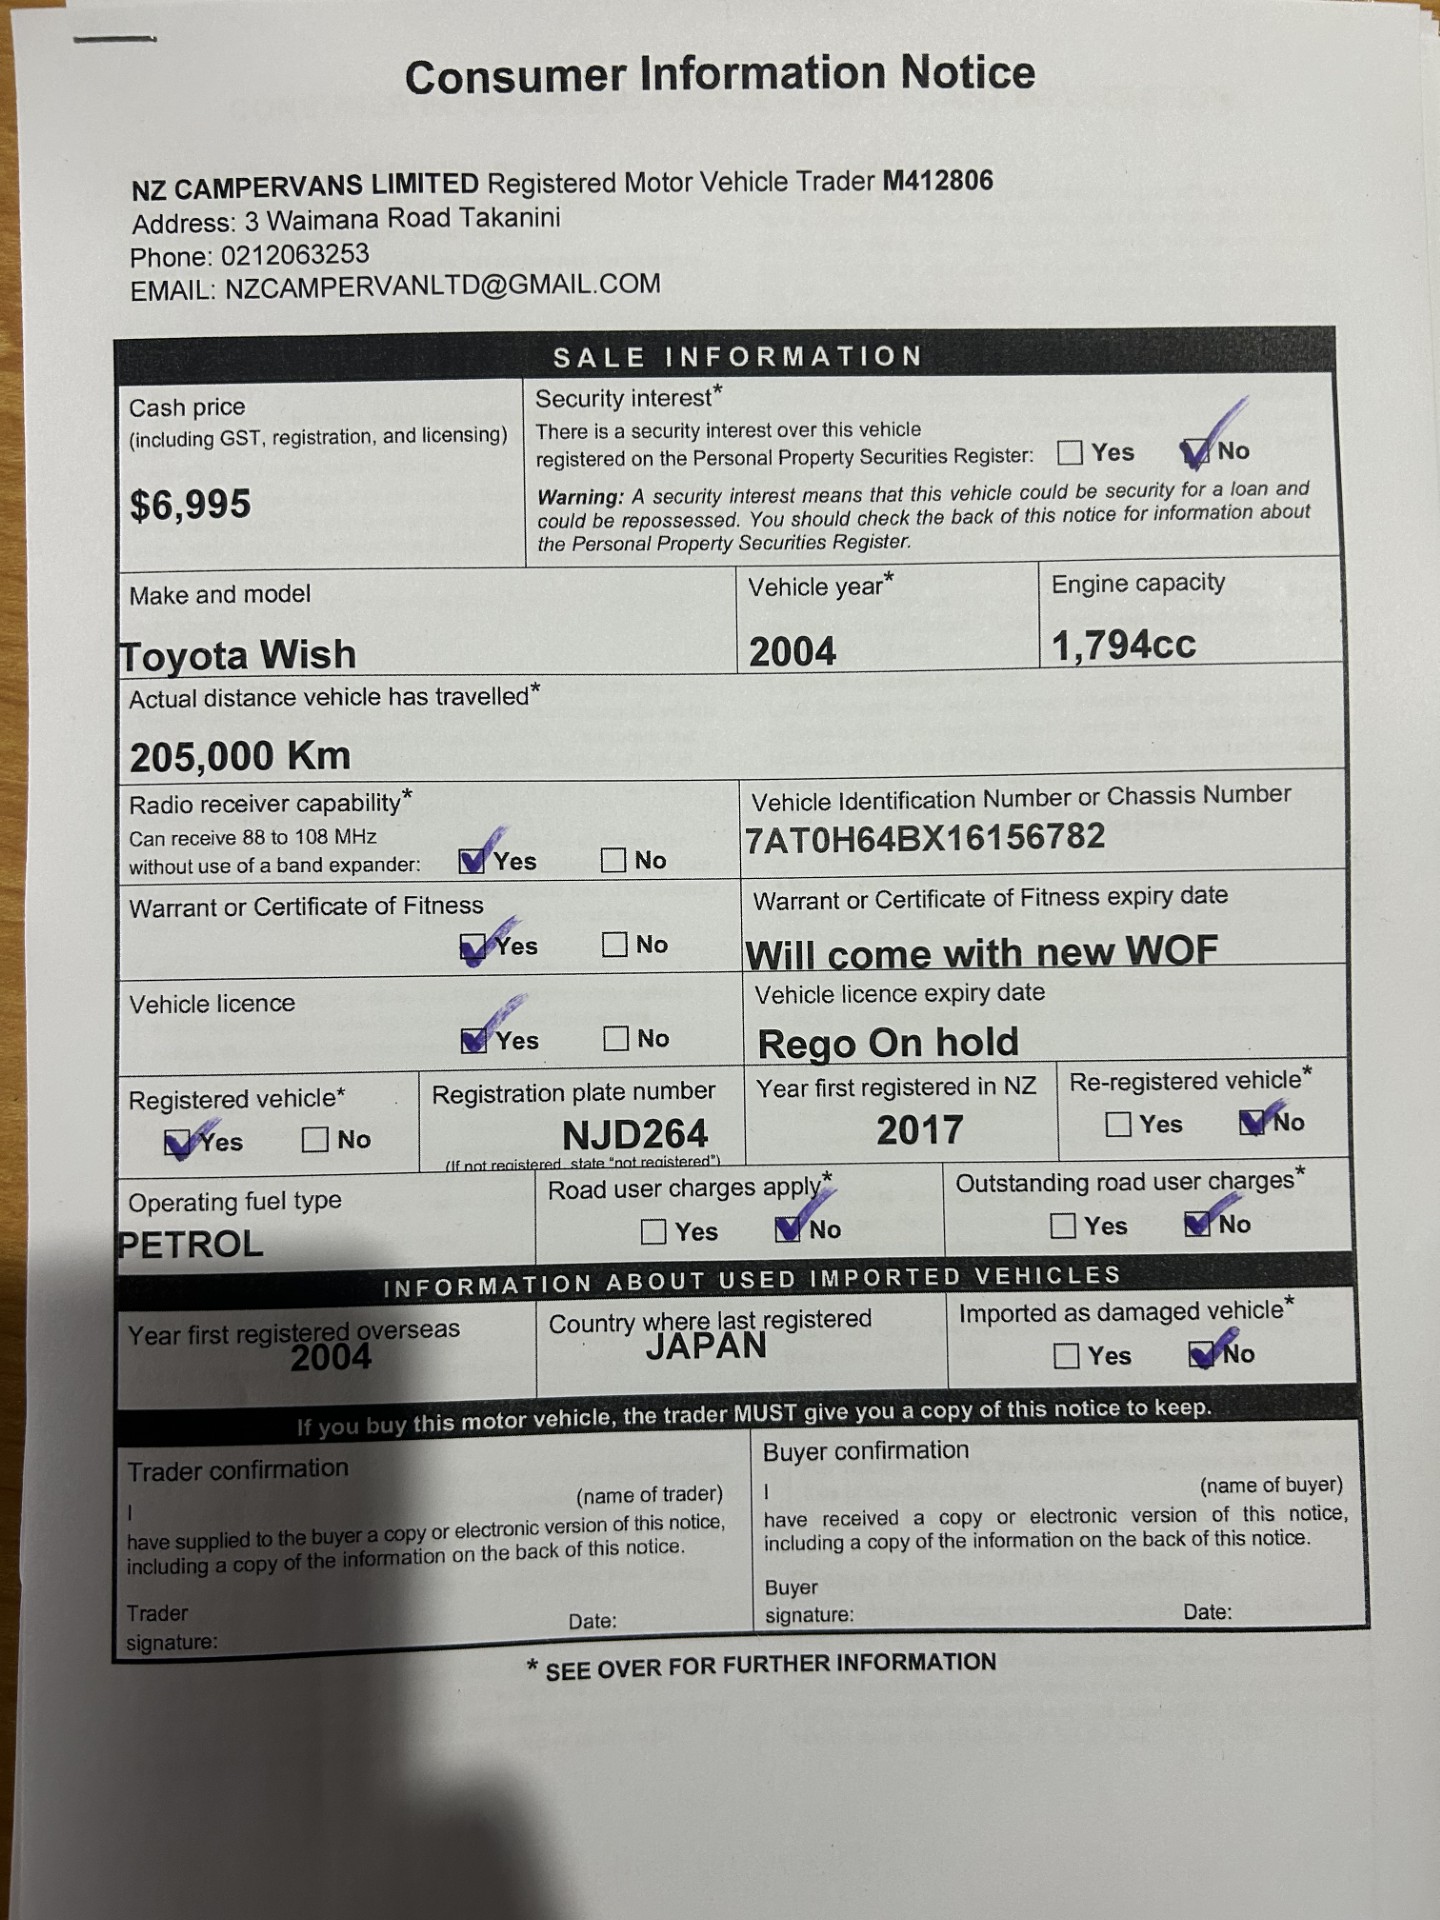 Consumer Information Notice
NZ CAMPERVANS LIMITED Registered Motor Vehicle Trader M412806
Address: 3 Waimana Road Takanini
Phone: 0212063253
EMAIL: NZCAMPERVANLTD@GMAIL.COM
SALE INFORMATION
Cash price
(including GST, registration, and licensing)
$6,995
Security interest*
There is a security interest over this vehicle
registered on the Personal Property Securities Register: Yes No
Warning: A security interest means that this vehicle could be security for a loan and
could be repossessed. You should check the back of this notice for information about
the Personal Property Securities Register.
Make and model
Toyota Wish
Vehicle year*
2004
Engine capacity
1,794cc
Actual distance vehicle has travelled*
205,000 Km
Radio receiver capability*
Can receive 88 to 108 MHz
without use of a band expander: Yes No
Vehicle Identification Number or Chassis Number
7AT0H64BX16156782
Warrant or Certificate of Fitness
Yes No
Warrant or Certificate of Fitness expiry date
Will come with new WOF
Vehicle licence
Yes No
Vehicle licence expiry date
Rego On hold
Registered vehicle*
Yes No
Registration plate number
NJD264
(If not registered, state "not registered")
Year first registered in NZ
2017
Re-registered vehicle*
Yes No
Operating fuel type
PETROL
Road user charges apply*
Yes No
Outstanding road user charges*
Yes No
INFORMATION ABOUT USED IMPORTED VEHICLES
Year first registered overseas
2004
Country where last registered
JAPAN
Imported as damaged vehicle*
Yes No
If you buy this motor vehicle, the trader MUST give you a copy of this notice to keep.
Trader confirmation
I (name of trader)
have supplied to the buyer a copy or electronic version of this notice,
including a copy of the information on the back of this notice.
Trader
signature: Date:
Buyer confirmation
I (name of buyer)
have received a copy or electronic version of this notice,
including a copy of the information on the back of this notice.
Buyer
signature: Date:
* SEE OVER FOR FURTHER INFORMATION